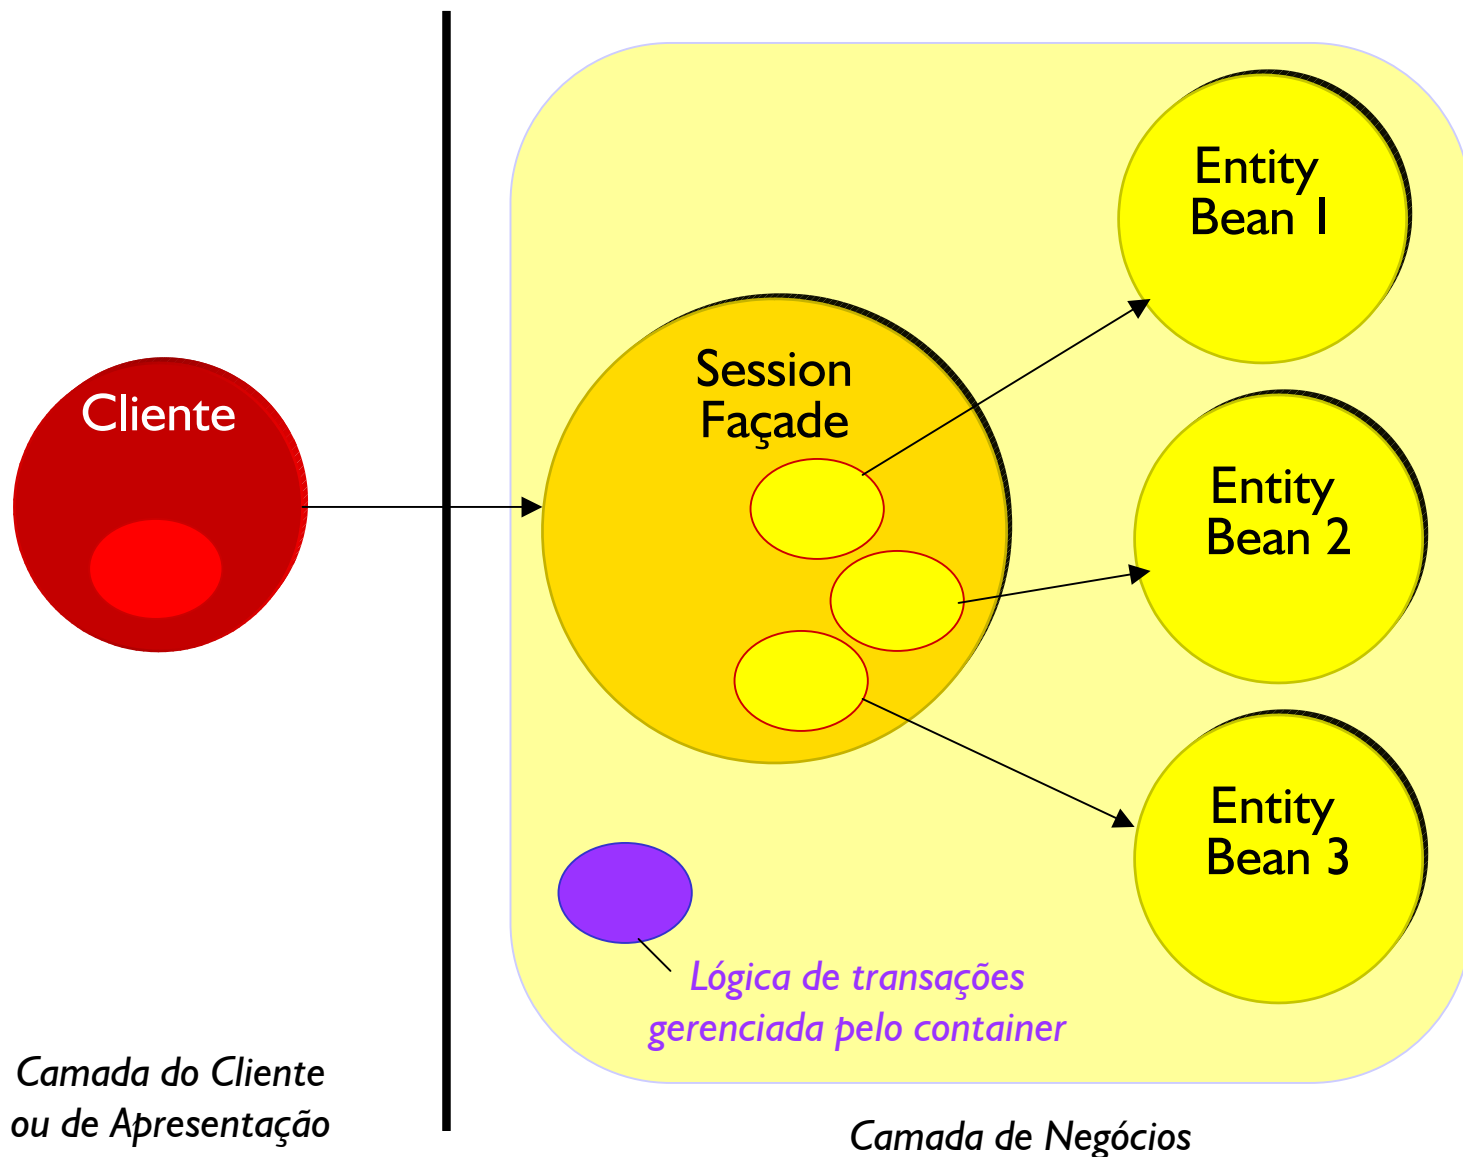 Entity
Bean 1
Session
Façade
Cliente
Entity
Bean 2
Entity
Bean 3
Lógica de transações
gerenciada pelo container
Camada do Cliente
ou de Apresentação
Camada de Negócios